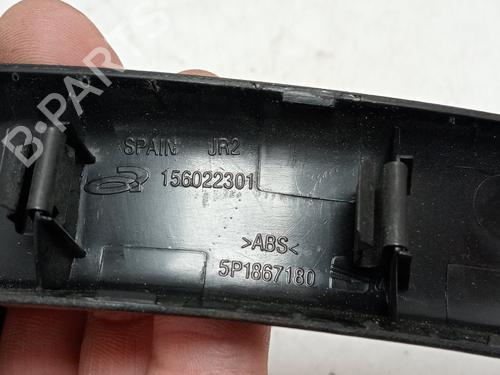 SPAIN JR2
156022301
>ABS<
5P1867180
B-PARTS